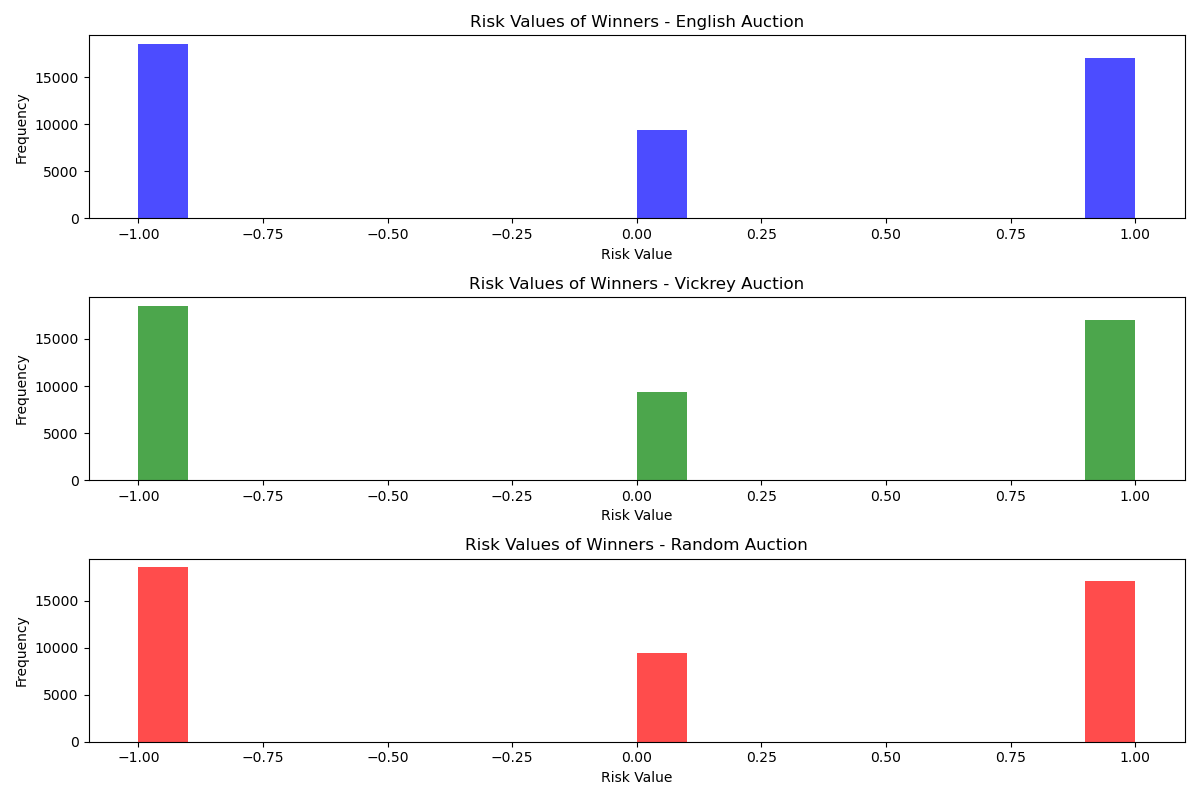 Risk Values of Winners - English Auction
Frequency
15000
10000
5000
0
−1.00 −0.75 −0.50 −0.25 0.00 0.25 0.50 0.75 1.00
Risk Value
Risk Values of Winners - Vickrey Auction
Frequency
15000
10000
5000
0
−1.00 −0.75 −0.50 −0.25 0.00 0.25 0.50 0.75 1.00
Risk Value
Risk Values of Winners - Random Auction
Frequency
15000
10000
5000
0
−1.00 −0.75 −0.50 −0.25 0.00 0.25 0.50 0.75 1.00
Risk Value